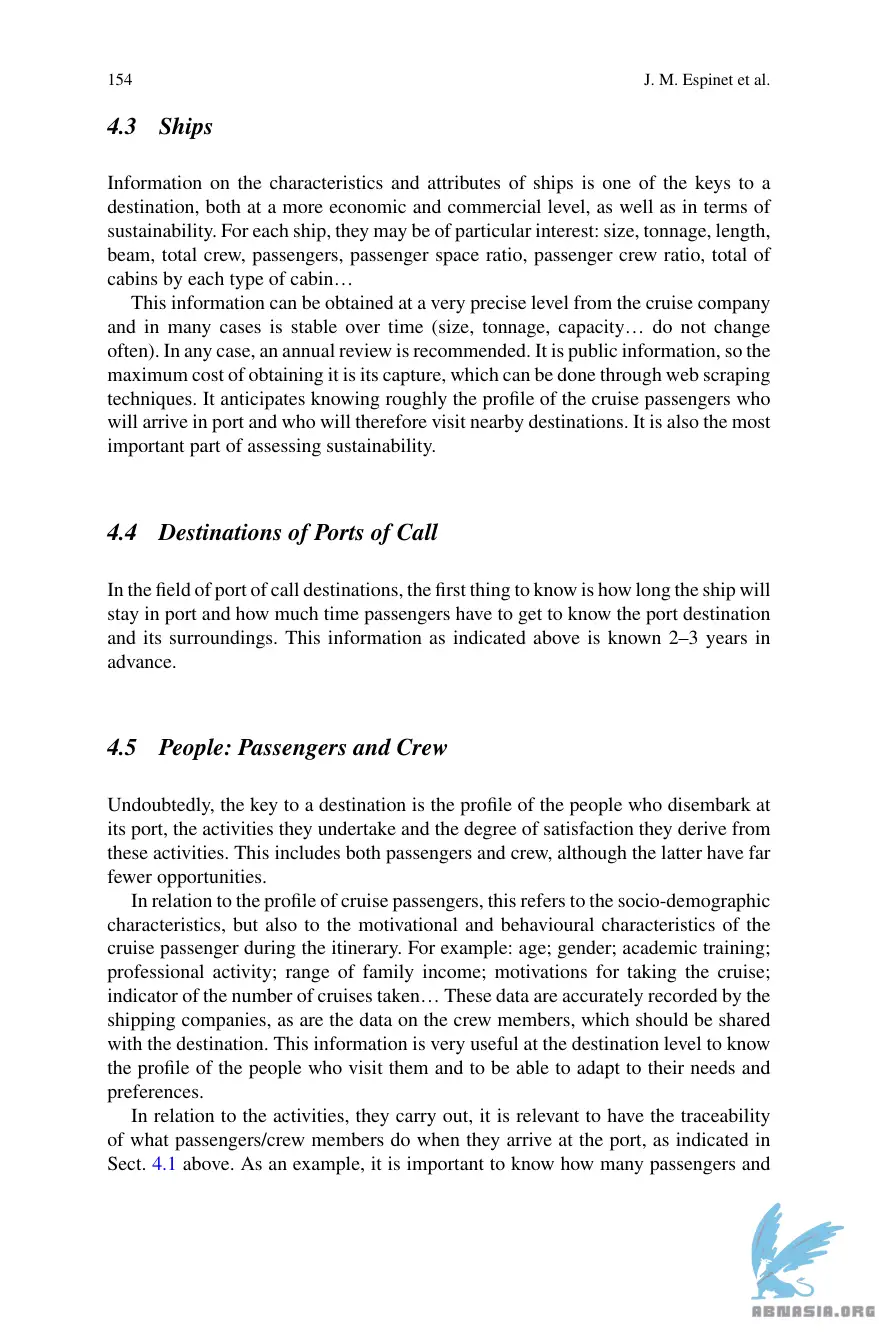 154
J. M. Espinet et al.
4.3 Ships
Information on the characteristics and attributes of ships is one of the keys to a
destination, both at a more economic and commercial level, as well as in terms of
sustainability. For each ship, they may be of particular interest: size, tonnage, length,
beam, total crew, passengers, passenger space ratio, passenger crew ratio, total of
cabins by each type of cabin…
This information can be obtained at a very precise level from the cruise company
and in many cases is stable over time (size, tonnage, capacity… do not change
often). In any case, an annual review is recommended. It is public information, so the
maximum cost of obtaining it is its capture, which can be done through web scraping
techniques. It anticipates knowing roughly the profile of the cruise passengers who
will arrive in port and who will therefore visit nearby destinations. It is also the most
important part of assessing sustainability.
4.4 Destinations of Ports of Call
In the field of port of call destinations, the first thing to know is how long the ship will
stay in port and how much time passengers have to get to know the port destination
and its surroundings. This information as indicated above is known 2–3 years in
advance.
4.5 People: Passengers and Crew
Undoubtedly, the key to a destination is the profile of the people who disembark at
its port, the activities they undertake and the degree of satisfaction they derive from
these activities. This includes both passengers and crew, although the latter have far
fewer opportunities.
In relation to the profile of cruise passengers, this refers to the socio-demographic
characteristics, but also to the motivational and behavioural characteristics of the
cruise passenger during the itinerary. For example: age; gender; academic training;
professional activity; range of family income; motivations for taking the cruise;
indicator of the number of cruises taken… These data are accurately recorded by the
shipping companies, as are the data on the crew members, which should be shared
with the destination. This information is very useful at the destination level to know
the profile of the people who visit them and to be able to adapt to their needs and
preferences.
In relation to the activities, they carry out, it is relevant to have the traceability
of what passengers/crew members do when they arrive at the port, as indicated in
Sect. 4.1 above. As an example, it is important to know how many passengers and
ABNASIA.ORG